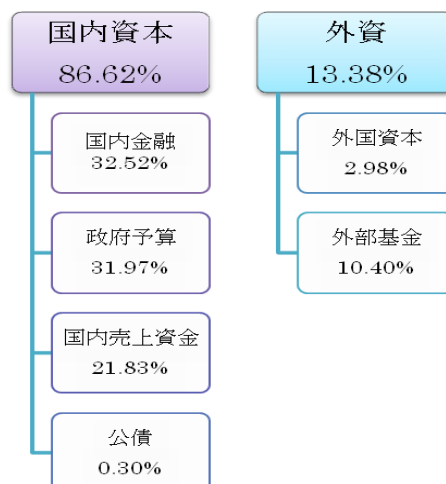 国内資本
86.62%
国内金融
32.52%
政府予算
31.97%
国内売上資金
21.83%
公債
0.30%
外資
13.38%
外国資本
2.98%
外部基金
10.40%